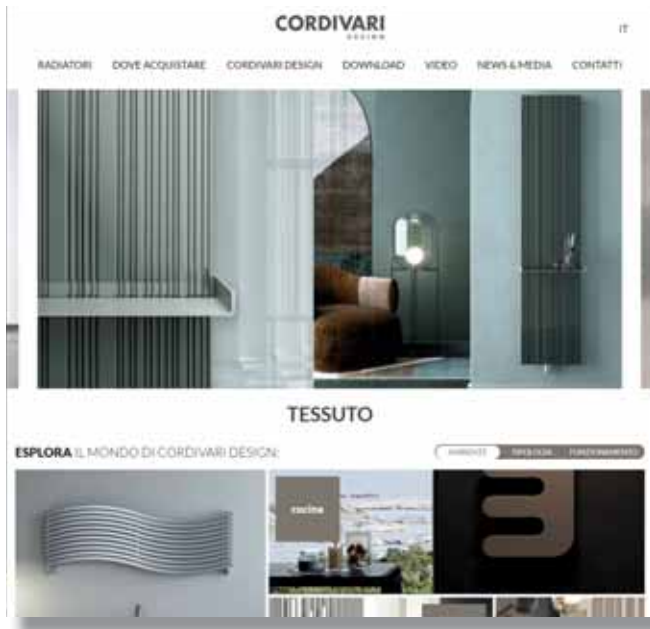 CORDIVARI
DESIGN
IT
RADIATORI DOVE ACQUISTARE CORDIVARI DESIGN DOWNLOAD VIDEO NEWS & MEDIA CONTATTI
TESSUTO
ESPLORA IL MONDO DI CORDIVARI DESIGN:
AMBIENTE TIPOLOGIA FUNZIONAMENTO
cucina